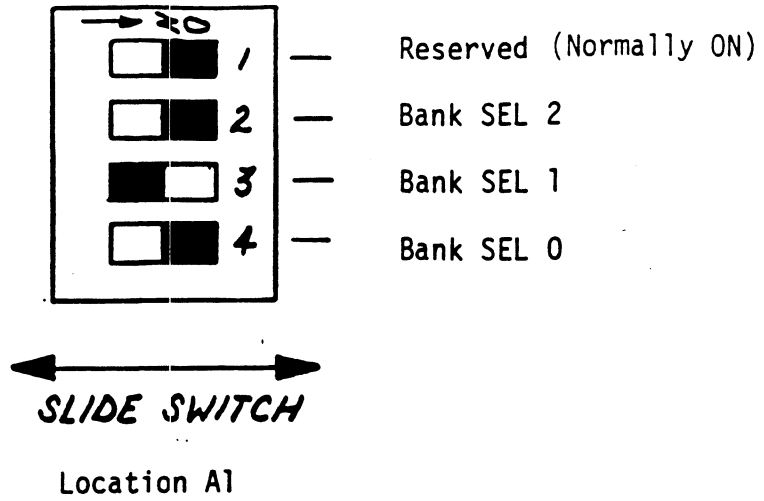 ON
1 — Reserved (Normally ON)
2 — Bank SEL 2
3 — Bank SEL 1
4 — Bank SEL 0
SLIDE SWITCH
Location A1